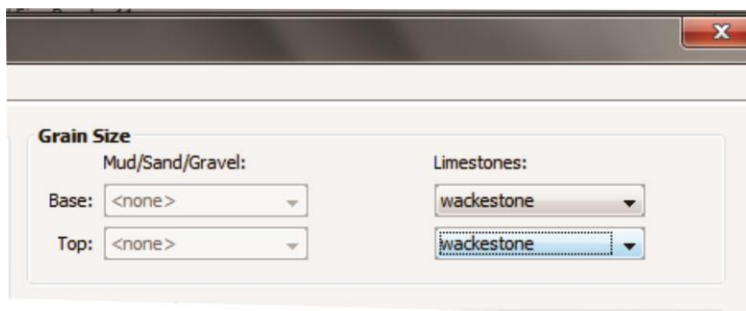 Grain Size
Mud/Sand/Gravel: Limestones:
Base: <none> wackestone
Top: <none> wackestone